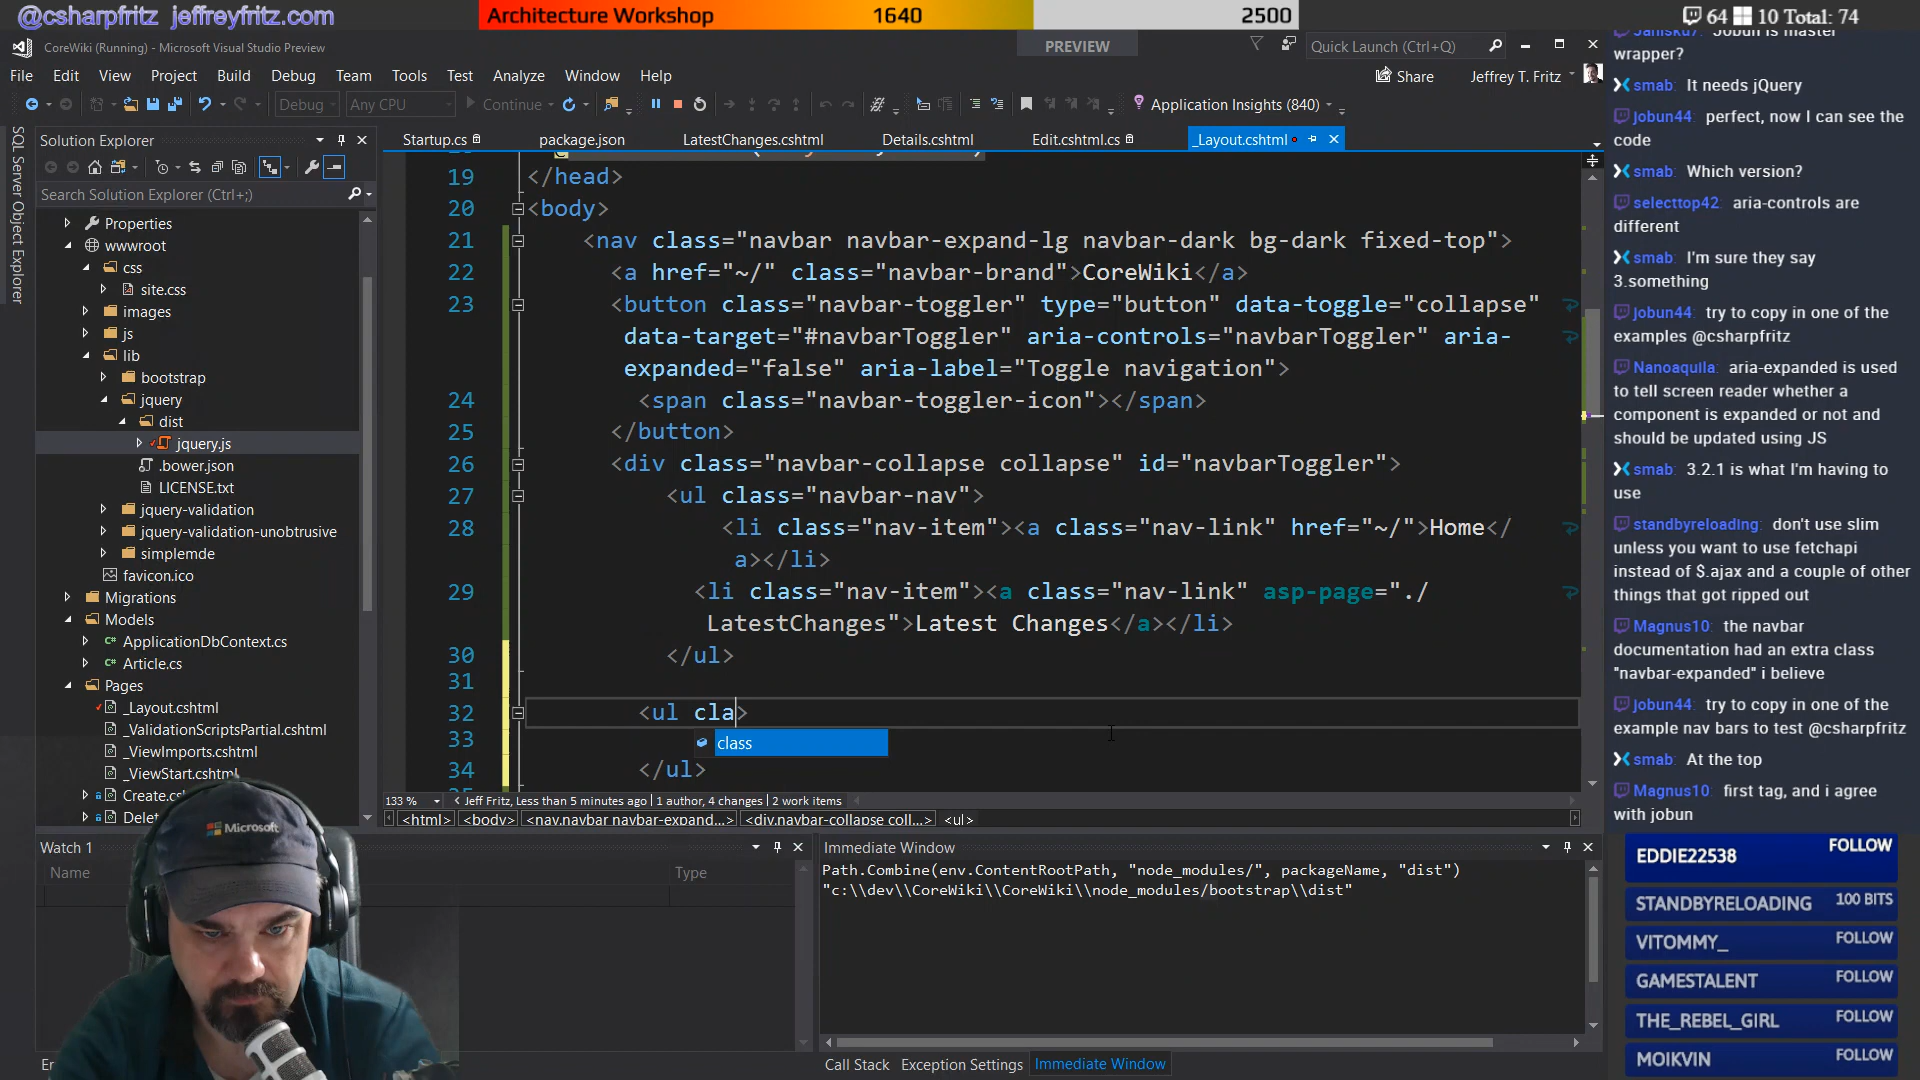 @csharpfritz jeffreyfritz.com
Architecture Workshop 1640 2500
64 10 Total: 74
CoreWiki (Running) - Microsoft Visual Studio Preview
PREVIEW
Quick Launch (Ctrl+Q)
File Edit View Project Build Debug Team Tools Test Analyze Window Help
Share
Jeffrey T. Fritz
Debug Any CPU Continue Application Insights (840)
SQL Server Object Explorer
Solution Explorer
Search Solution Explorer (Ctrl+;)
Properties
wwwroot
css
site.css
images
js
lib
bootstrap
jquery
dist
jquery.js
.bower.json
LICENSE.txt
jquery-validation
jquery-validation-unobtrusive
simplemde
favicon.ico
Migrations
Models
ApplicationDbContext.cs
Article.cs
Pages
_Layout.cshtml
_ValidationScriptsPartial.cshtml
_ViewImports.cshtml
_ViewStart.cshtml
Startup.cs package.json LatestChanges.cshtml Details.cshtml Edit.cshtml.cs _Layout.cshtml
19 </head>
20 <body>
21 <nav class="navbar navbar-expand-lg navbar-dark bg-dark fixed-top">
22 <a href="~/" class="navbar-brand">CoreWiki</a>
23 <button class="navbar-toggler" type="button" data-toggle="collapse"
data-target="#navbarToggler" aria-controls="navbarToggler" aria-
expanded="false" aria-label="Toggle navigation">
24 <span class="navbar-toggler-icon"></span>
25 </button>
26 <div class="navbar-collapse collapse" id="navbarToggler">
27 <ul class="navbar-nav">
28 <li class="nav-item"><a class="nav-link" href="~/">Home</
a></li>
29 <li class="nav-item"><a class="nav-link" asp-page="./
LatestChanges">Latest Changes</a></li>
30 </ul>
31
32 <ul cla>
33 class
34 </ul>
133 % Jeff Fritz, Less than 5 minutes ago | 1 author, 4 changes | 2 work items
<html> <body> <nav.navbar navbar-expand...> <div.navbar-collapse coll...> <ul>
Watch 1
Name Type
Immediate Window
Path.Combine(env.ContentRootPath, "node_modules/", packageName, "dist")
"c:\\dev\\CoreWiki\\CoreWiki\\node_modules/bootstrap\\dist"
Call Stack Exception Settings Immediate Window
Microsoft
wrapper?
smab: It needs jQuery
jobun44: perfect, now I can see the
code
smab: Which version?
selecttop42: aria-controls are
different
smab: I'm sure they say
3.something
Jobun44: try to copy in one of the
examples @csharpfritz
Nanoaquila: aria-expanded is used
to tell screen reader whether a
component is expanded or not and
should be updated using JS
smab: 3.2.1 is what I'm having to
use
standbyreloading: don't use slim
unless you want to use fetchapi
instead of $.ajax and a couple of other
things that got ripped out
Magnus10: the navbar
documentation had an extra class
"navbar-expanded" i believe
Jobun44: try to copy in one of the
example nav bars to test @csharpfritz
smab: At the top
Magnus10: first tag, and i agree
with jobun
EDDIE22538 FOLLOW
STANDBYRELOADING 100 BITS
VITOMMY_ FOLLOW
GAMESTALENT FOLLOW
THE_REBEL_GIRL FOLLOW
MOIKVIN FOLLOW